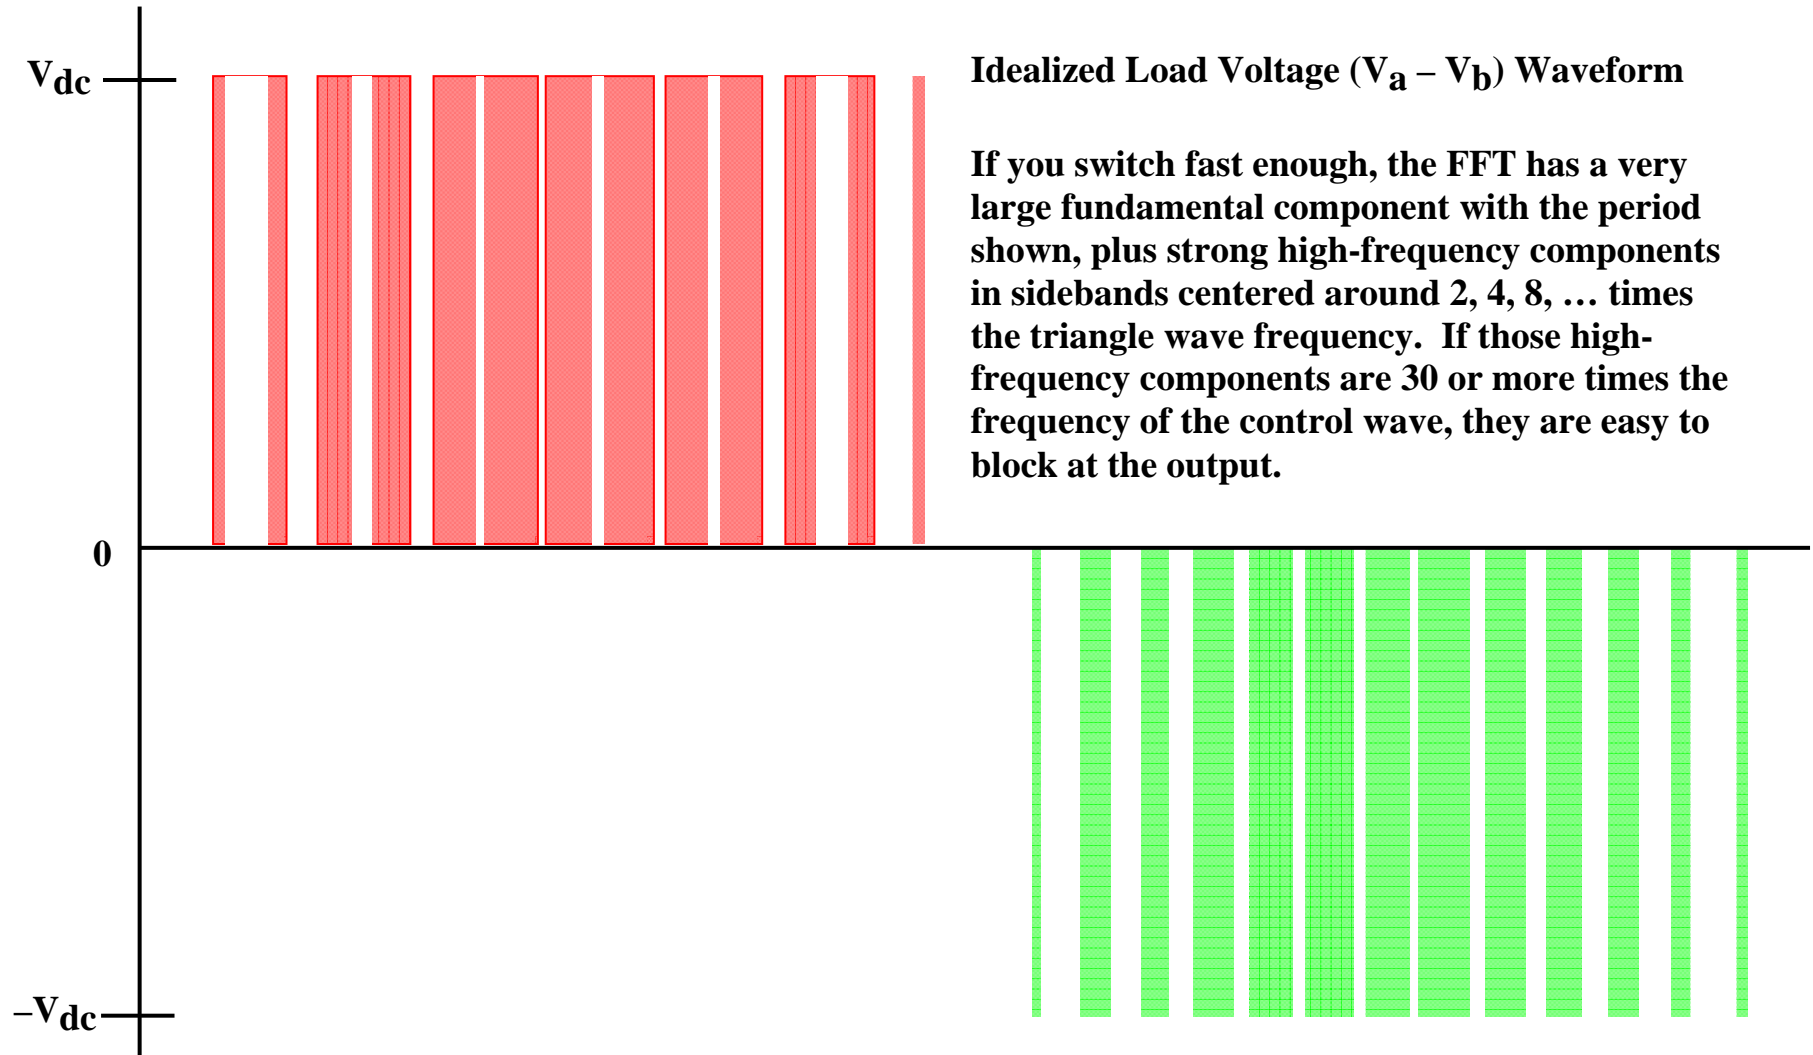 Vdc
Idealized Load Voltage (Va – Vb) Waveform
If you switch fast enough, the FFT has a very
large fundamental component with the period
shown, plus strong high-frequency components
in sidebands centered around 2, 4, 8, … times
the triangle wave frequency.  If those high-
frequency components are 30 or more times the
frequency of the control wave, they are easy to
block at the output.
0
–Vdc